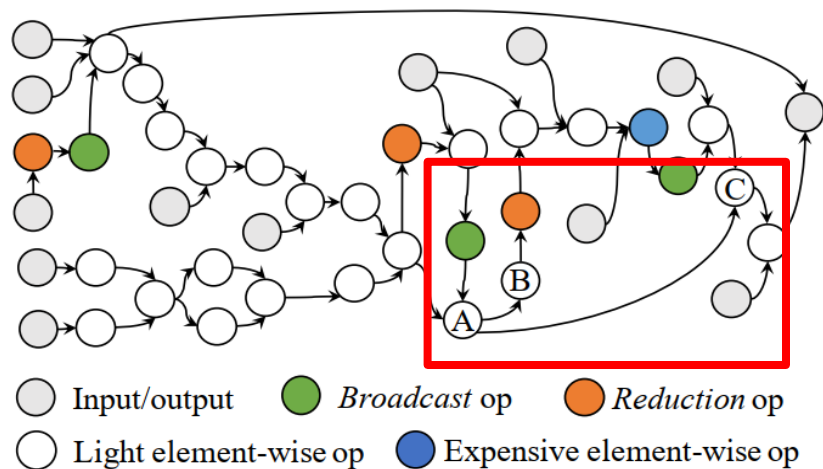 C
B
A
Input/output
Broadcast op
Reduction op
Light element-wise op
Expensive element-wise op